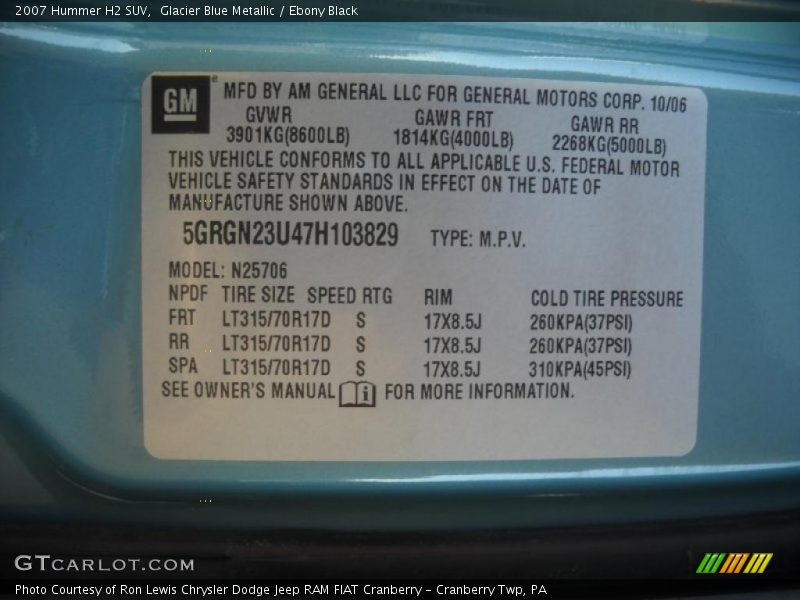 2007 Hummer H2 SUV,  Glacier Blue Metallic / Ebony Black
GM® MFD BY AM GENERAL LLC FOR GENERAL MOTORS CORP. 10/06
GVWR GAWR FRT GAWR RR
3901KG(8600LB) 1814KG(4000LB) 2268KG(5000LB)
THIS VEHICLE CONFORMS TO ALL APPLICABLE U.S. FEDERAL MOTOR
VEHICLE SAFETY STANDARDS IN EFFECT ON THE DATE OF
MANUFACTURE SHOWN ABOVE.
5GRGN23U47H103829 TYPE: M.P.V.
MODEL: N25706
NPDF TIRE SIZE SPEED RTG RIM COLD TIRE PRESSURE
FRT LT315/70R17D S 17X8.5J 260KPA(37PSI)
RR LT315/70R17D S 17X8.5J 260KPA(37PSI)
SPA LT315/70R17D S 17X8.5J 310KPA(45PSI)
SEE OWNER'S MANUAL i FOR MORE INFORMATION.
GTCARLOT.COM
Photo Courtesy of Ron Lewis Chrysler Dodge Jeep RAM FIAT Cranberry - Cranberry Twp, PA